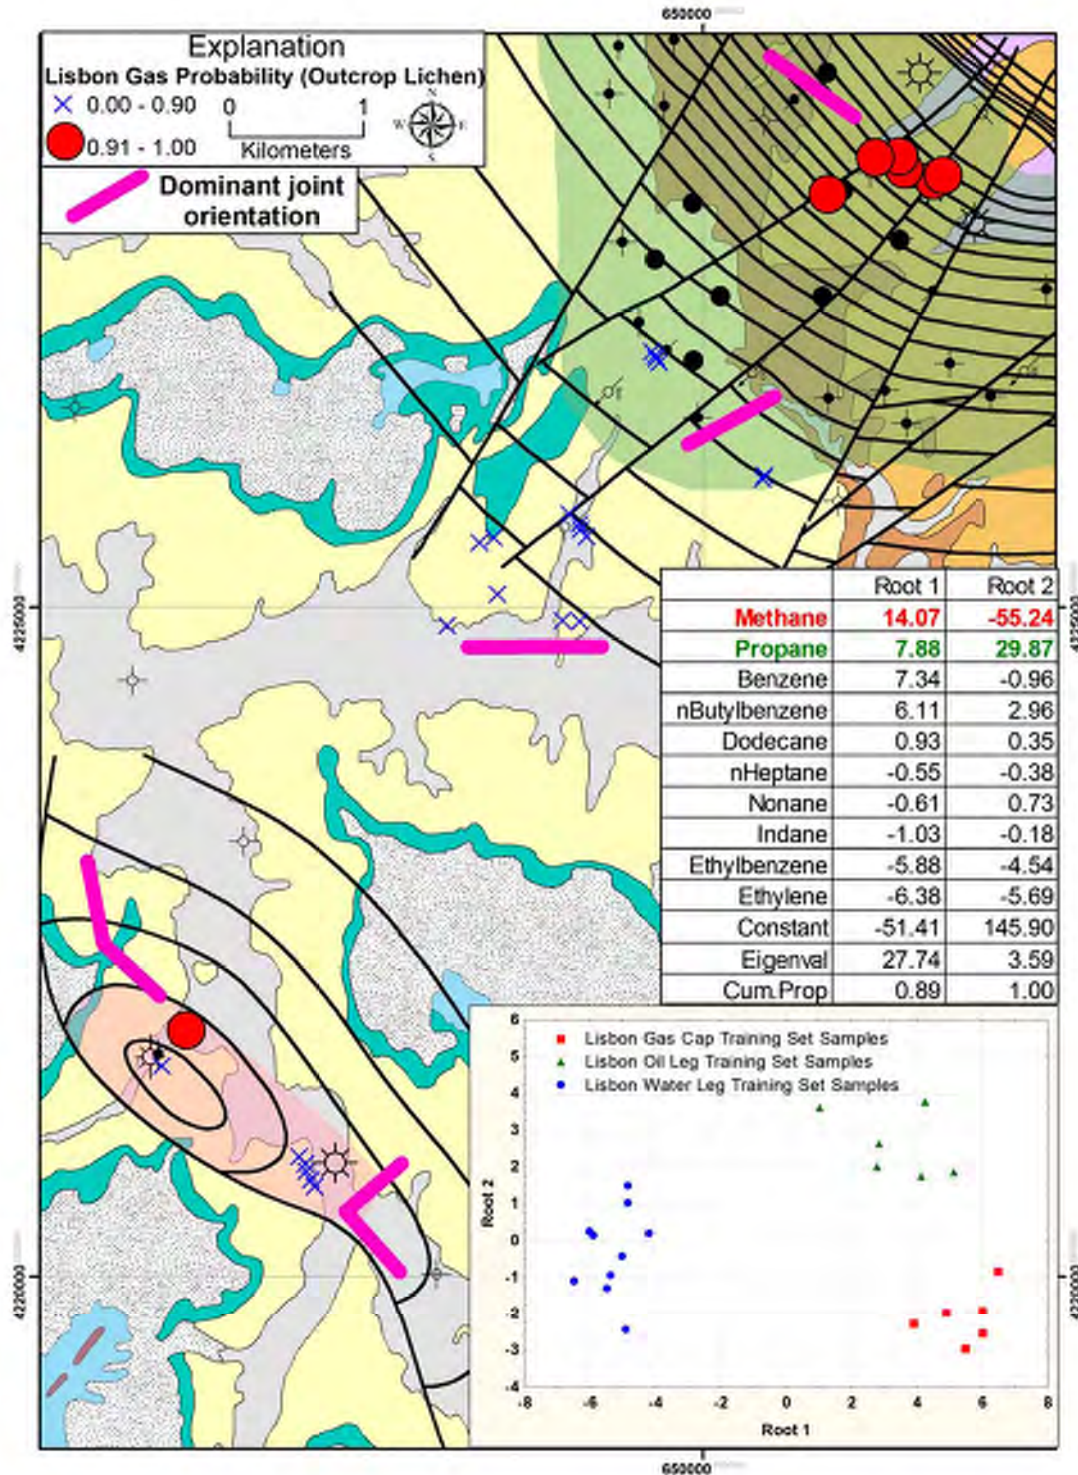 650000
Explanation
Lisbon Gas Probability (Outcrop Lichen)
0.00 - 0.90
0 1
N
W E
S
0.91 - 1.00
Kilometers
Dominant joint
orientation
4225000
4225000
Root 1 Root 2
Methane 14.07 -55.24
Propane 7.88 29.87
Benzene 7.34 -0.96
nButylbenzene 6.11 2.96
Dodecane 0.93 0.35
nHeptane -0.55 -0.38
Nonane -0.61 0.73
Indane -1.03 -0.18
Ethylbenzene -5.88 -4.54
Ethylene -6.38 -5.69
Constant -51.41 145.90
Eigenval 27.74 3.59
Cum.Prop 0.89 1.00
Lisbon Gas Cap Training Set Samples
Lisbon Oil Leg Training Set Samples
Lisbon Water Leg Training Set Samples
6
5
4
3
2
1
0
-1
-2
-3
-4
Root 2
-8 -6 -4 -2 0 2 4 6 8
Root 1
4220000
4220000
650000